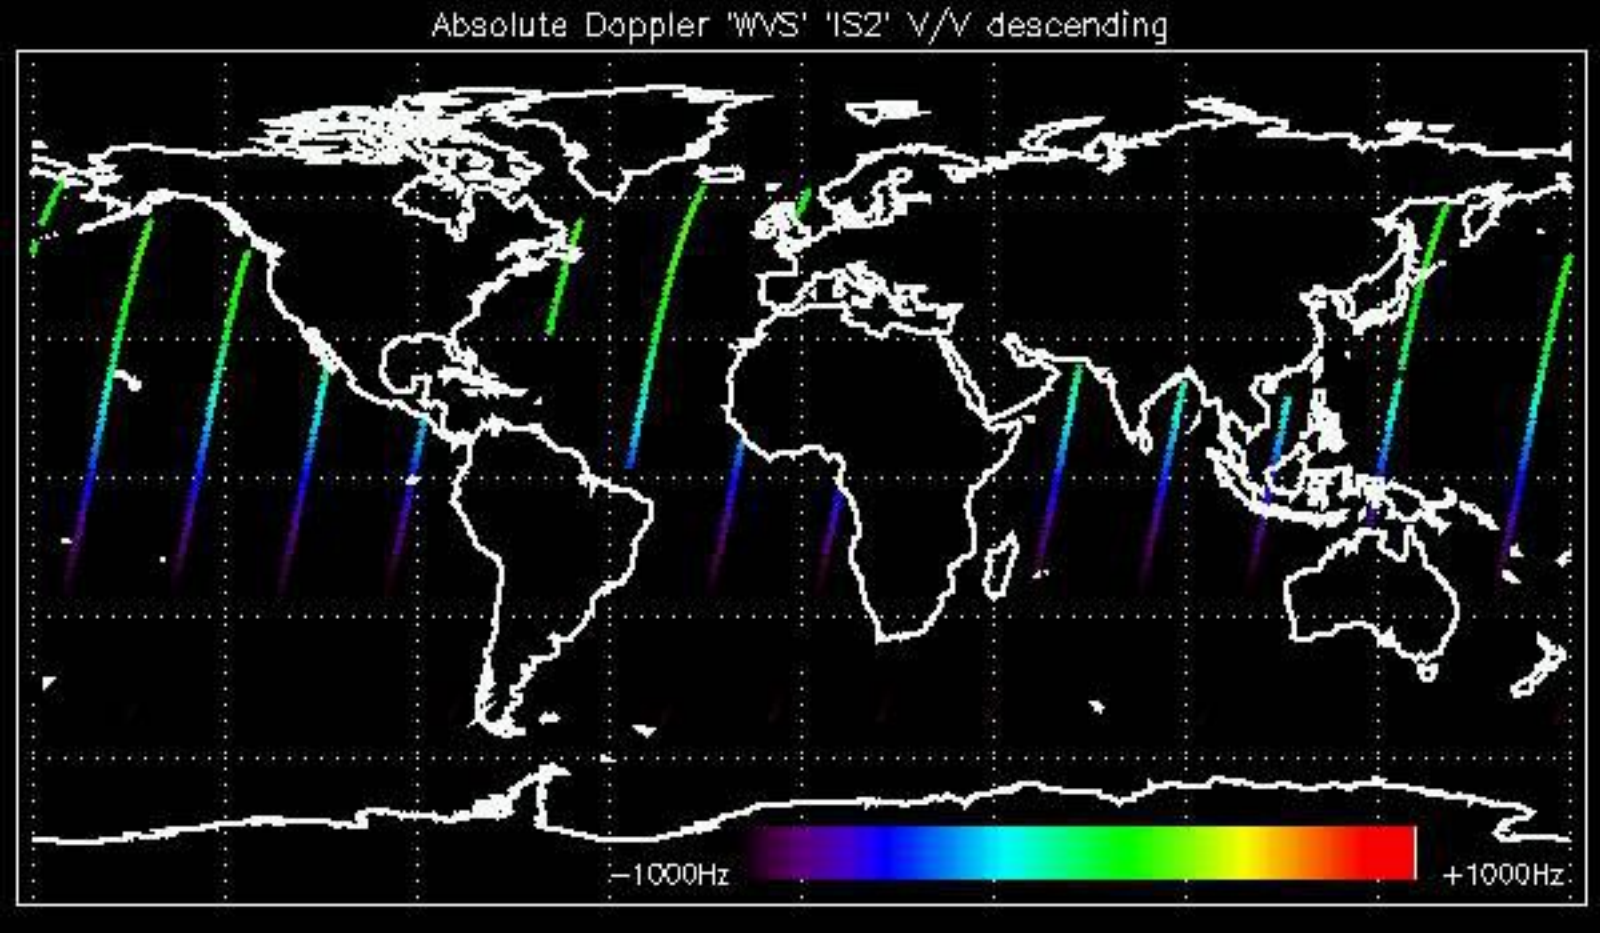 Absolute Doppler 'WVS' 'IS2' V/V descending
−1000Hz +1000Hz